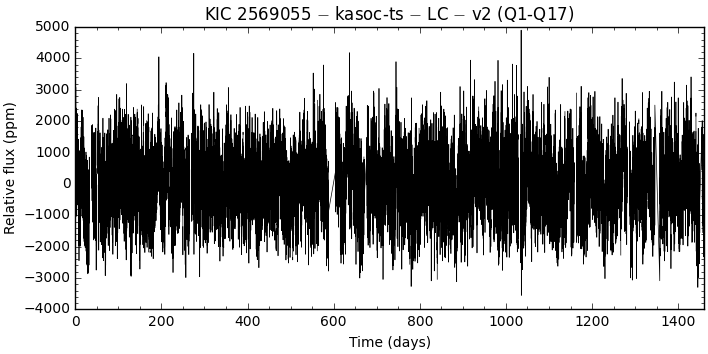 KIC 2569055 − kasoc-ts − LC − v2 (Q1-Q17)
Relative flux (ppm)
5000
4000
3000
2000
1000
0
−1000
−2000
−3000
−4000
0 200 400 600 800 1000 1200 1400
Time (days)